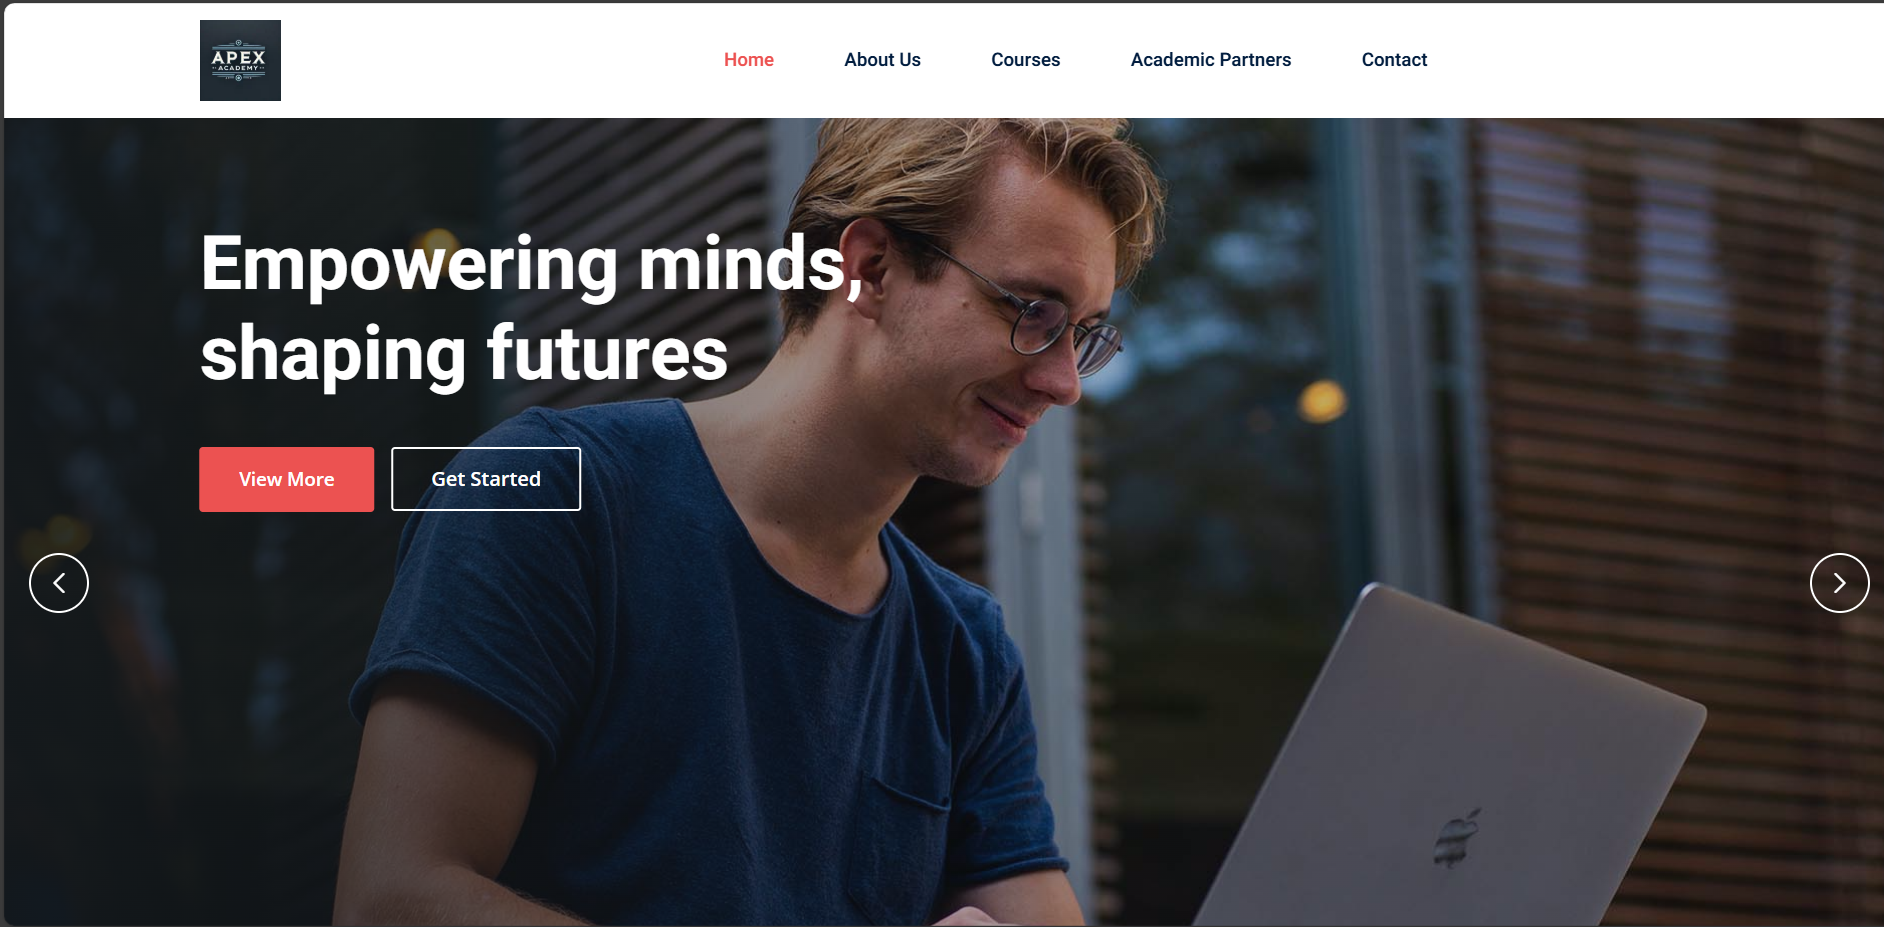 APEX
ACADEMY
Home
About Us
Courses
Academic Partners
Contact
Empowering minds,
shaping futures
View More
Get Started